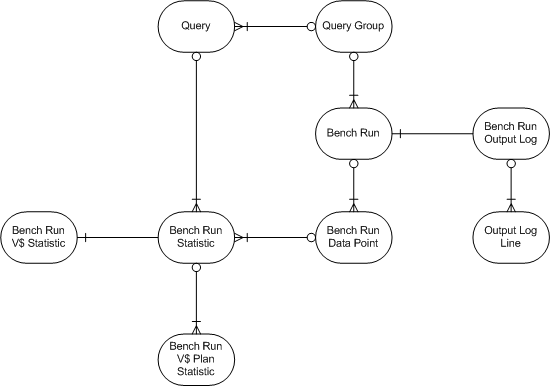 Query
Query Group
Bench Run
Bench Run
Output Log
Bench Run
V$ Statistic
Bench Run
Statistic
Bench Run
Data Point
Output Log
Line
Bench Run
V$ Plan
Statistic